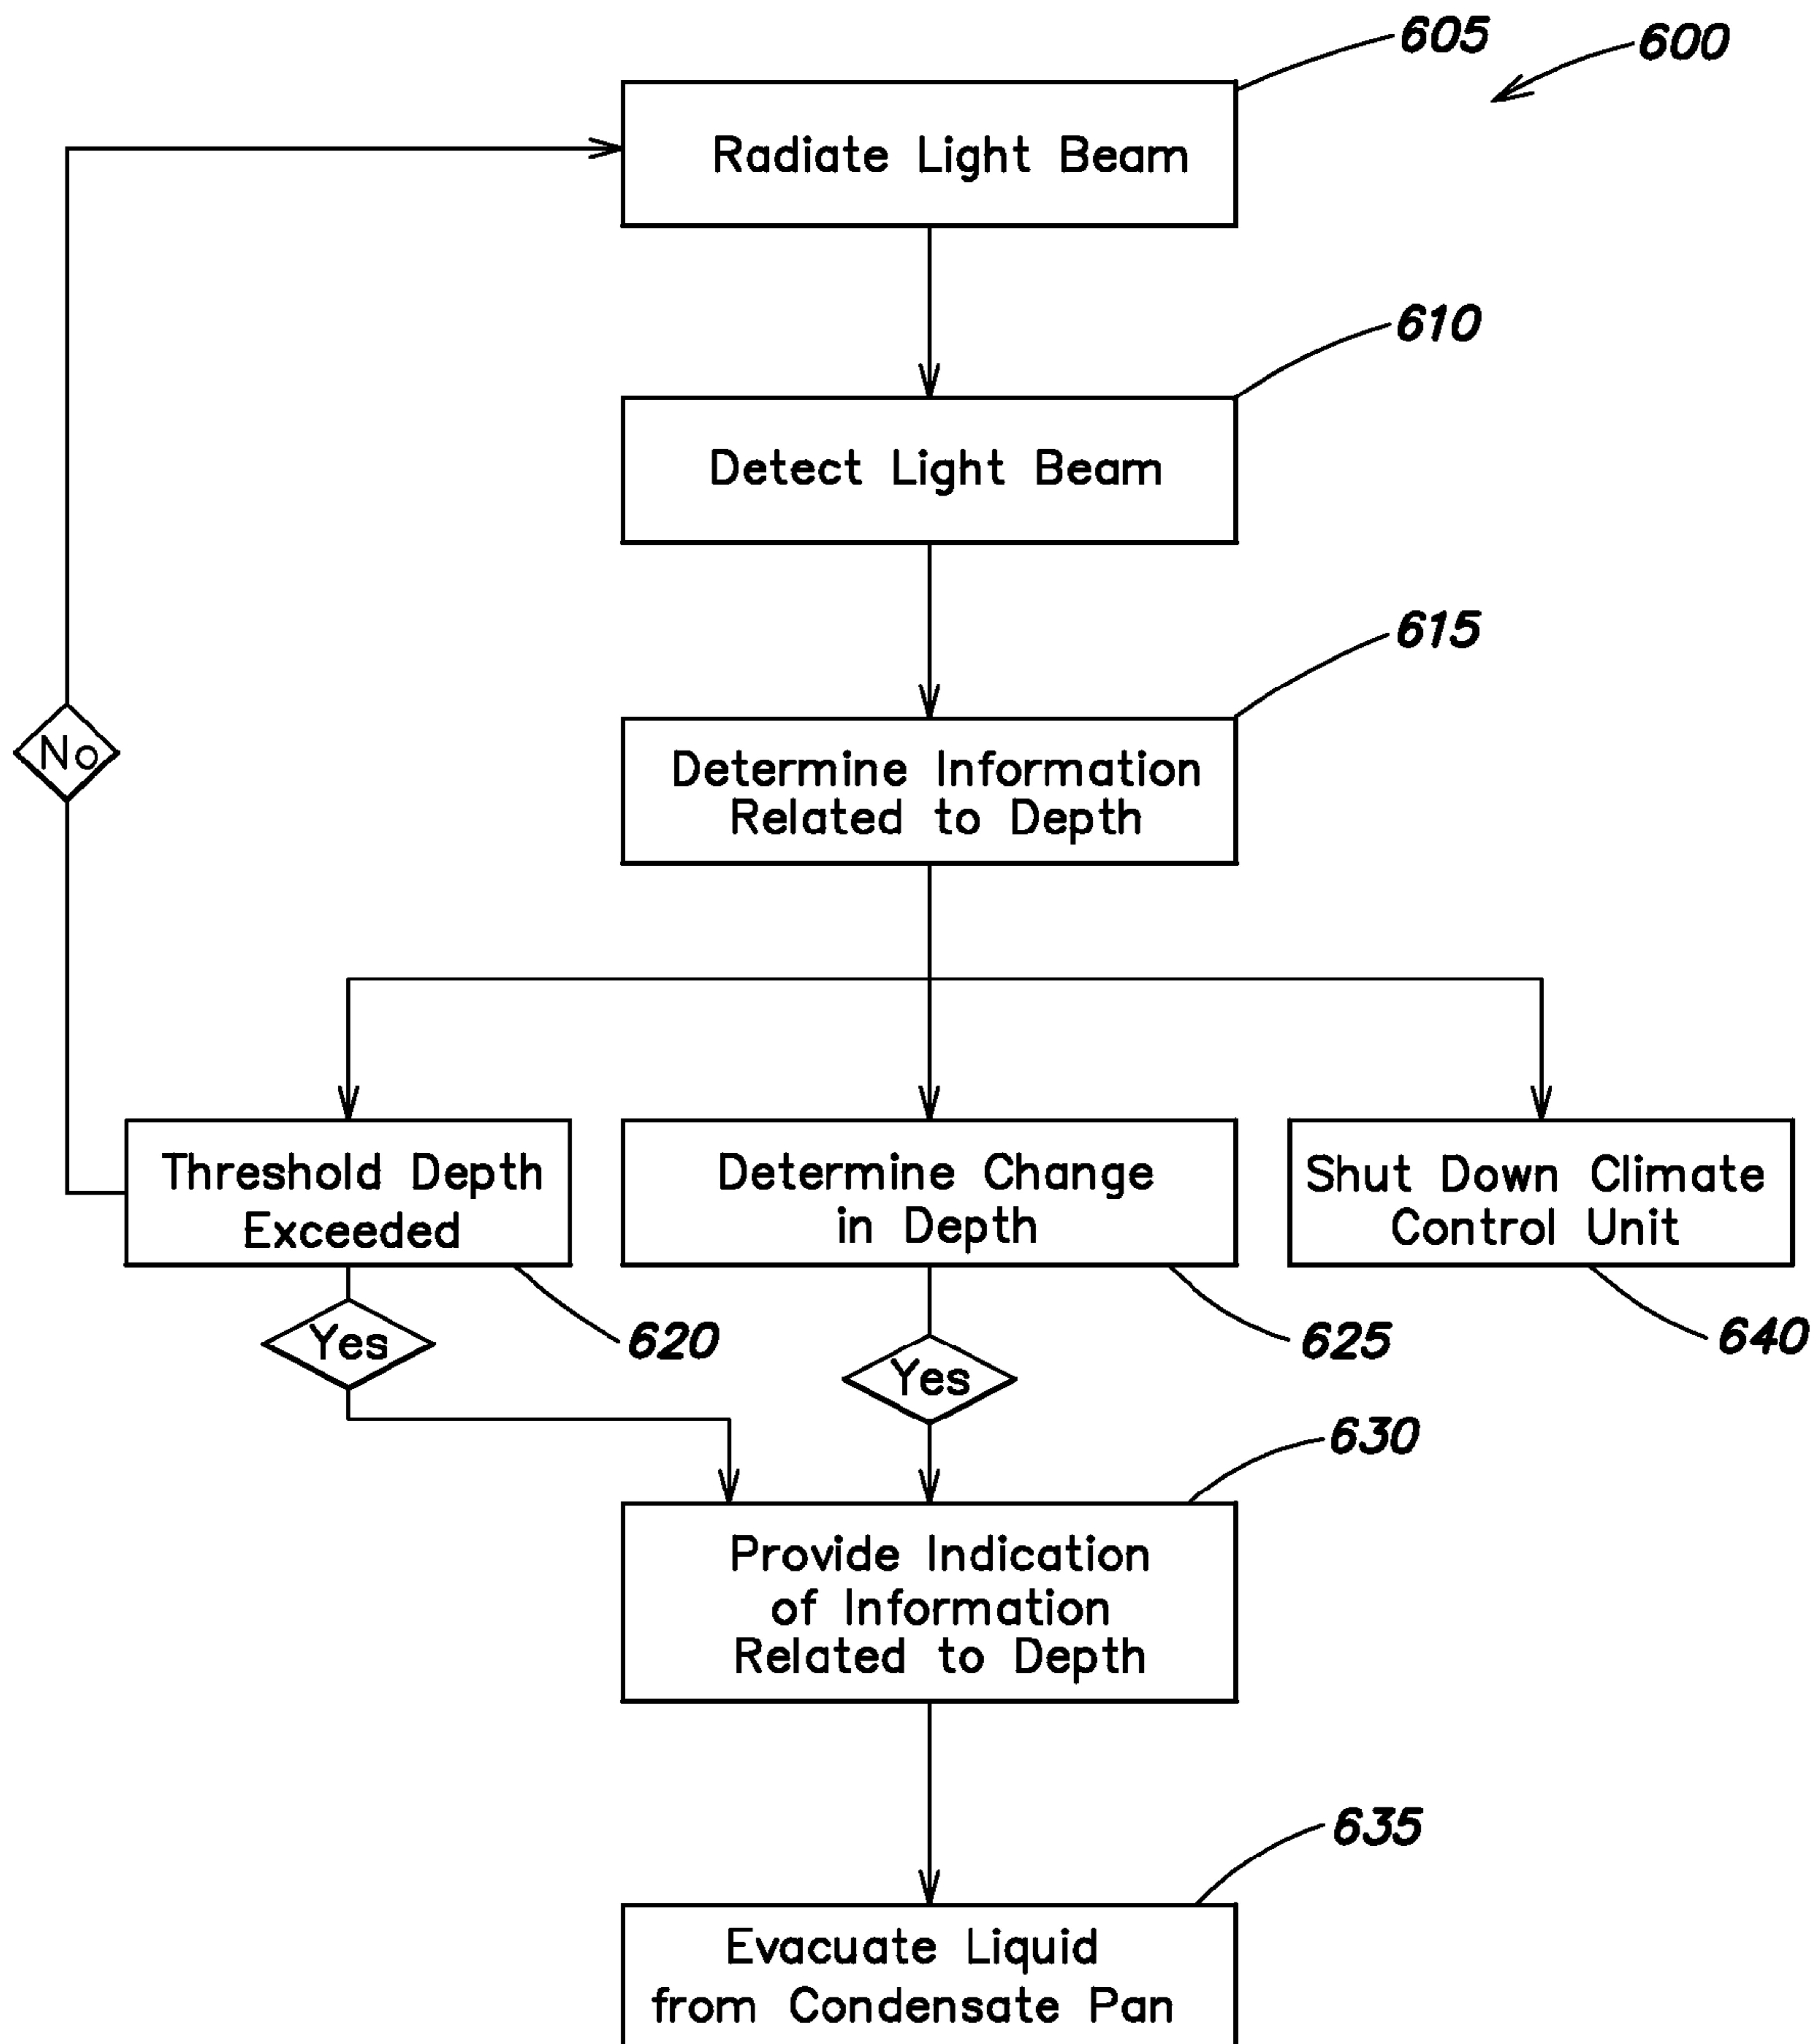 605
600
Radiate Light Beam
610
Detect Light Beam
615
Determine Information
Related to Depth
No
Threshold Depth
Exceeded
Determine Change
in Depth
Shut Down Climate
Control Unit
620
625
640
Yes
Yes
630
Provide Indication
of Information
Related to Depth
635
Evacuate Liquid
from Condensate Pan